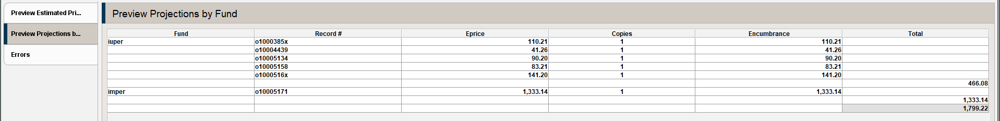 Preview Estimated Pri...
Preview Projections b...
Errors
Preview Projections by Fund
Fund Record # Eprice Copies Encumbrance Total
iuper o1000385x 110.21 1 110.21
o10004439 41.26 1 41.26
o10005134 90.20 1 90.20
o10005158 83.21 1 83.21
o1000516x 141.20 1 141.20
466.08
imper o10005171 1,333.14 1 1,333.14
1,333.14
1,799.22